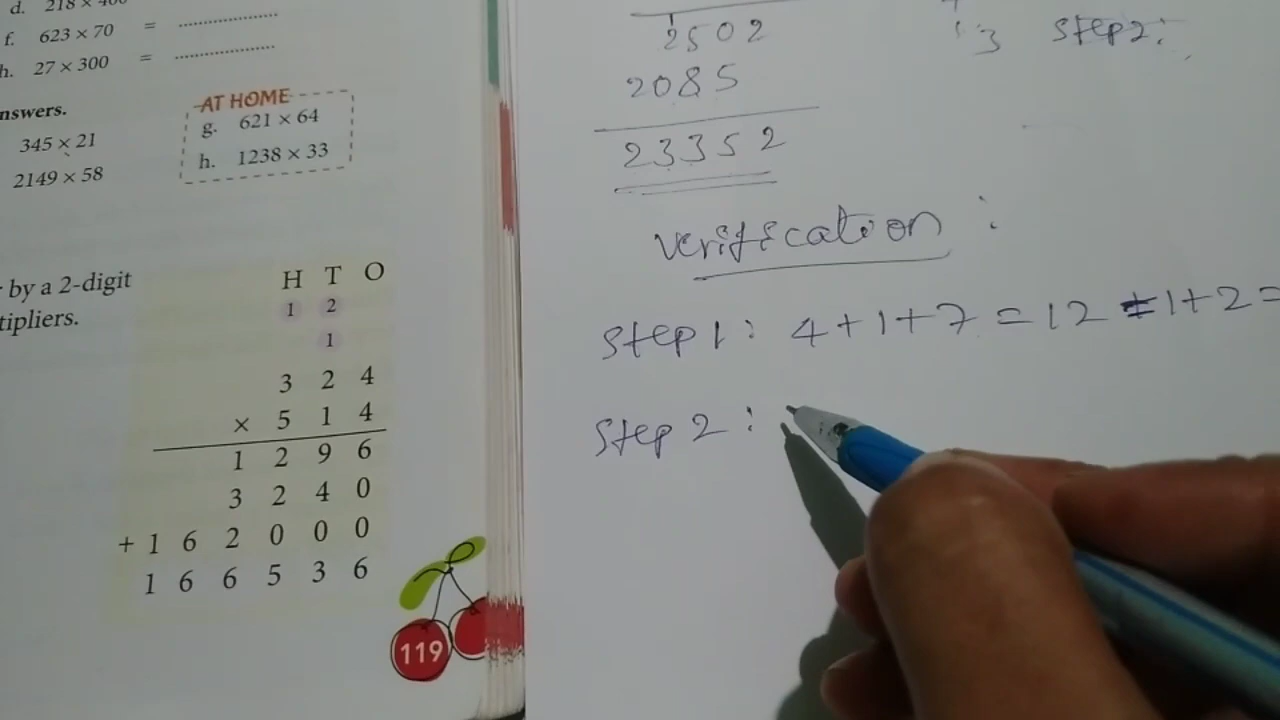 d. 218 × 400
f. 623 × 70 = ..................
h. 27 × 300 = ..................
nswers.
345 × 21
2149 × 58
AT HOME
g. 621 × 64
h. 1238 × 33
by a 2-digit
tipliers.
H T O
1 2
1
3 2 4
× 5 1 4
1 2 9 6
3 2 4 0
+ 1 6 2 0 0 0
1 6 6 5 3 6
119
2502
2085
23352
3 Step 2:
Verification :
Step 1 : 4+1+7 = 12 = 1+2 =
Step 2 :